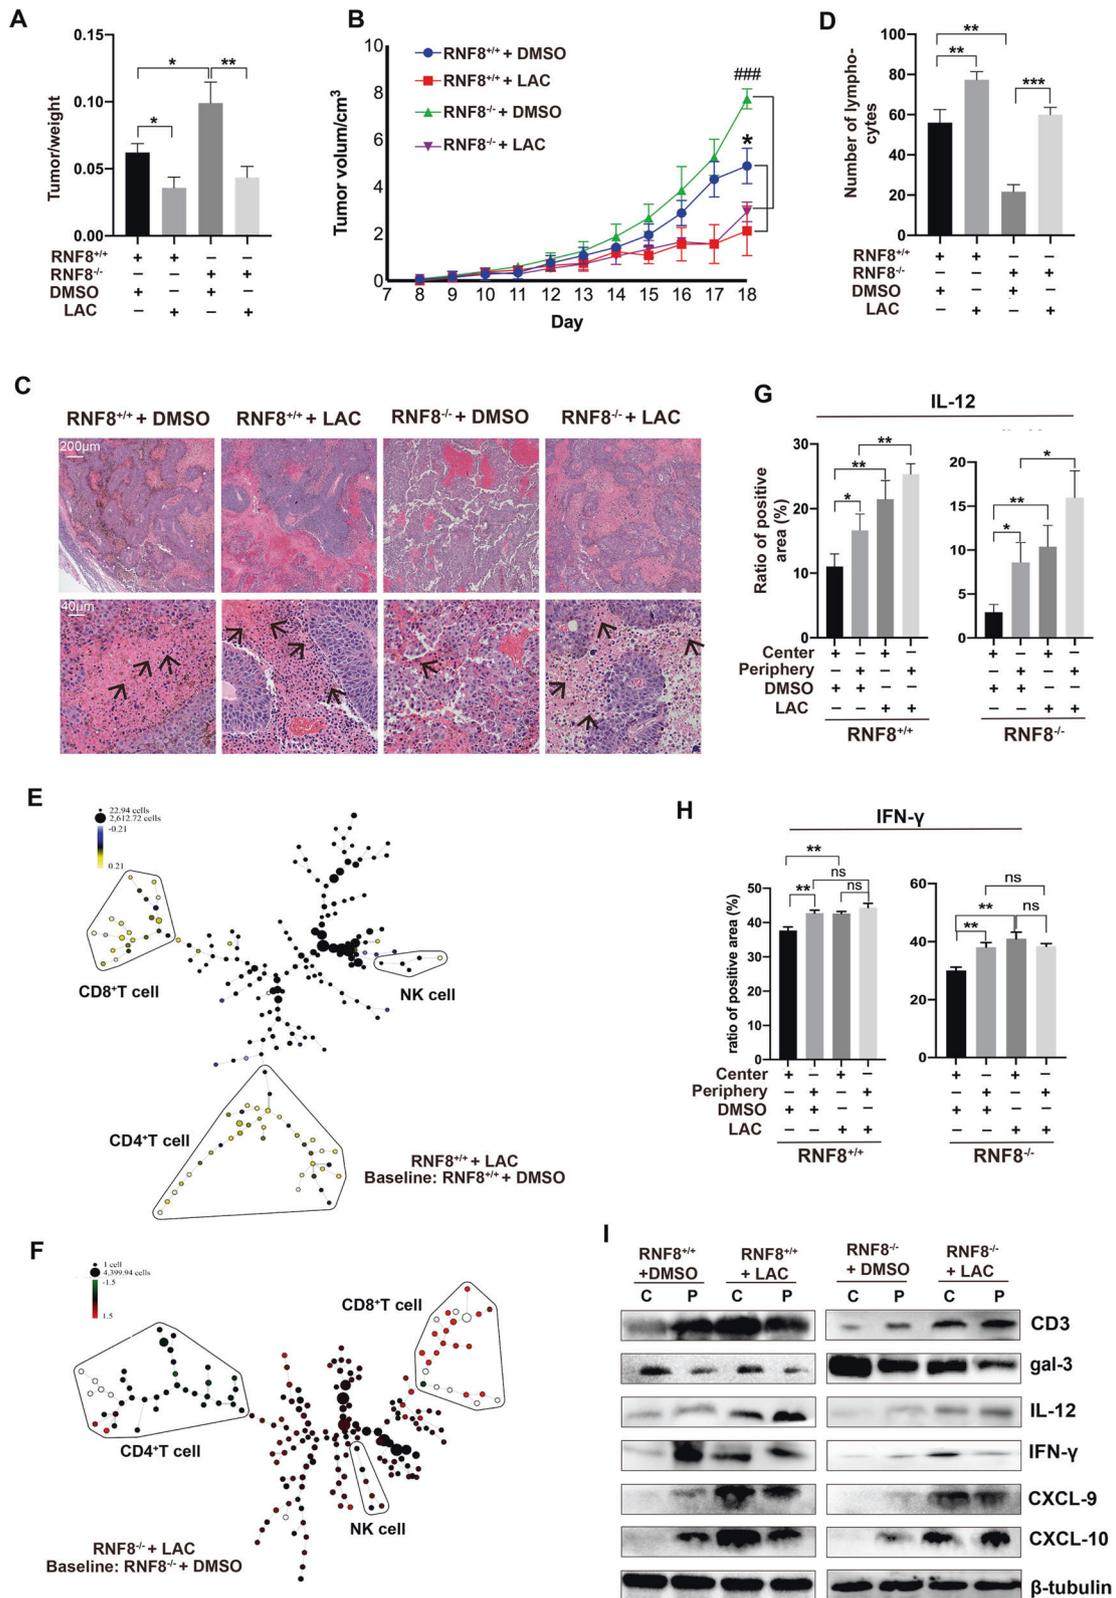 A
0.15
0.10
0.05
0.00
Tumor/weight
*
*
**
RNF8+/+ + + – –
RNF8-/- – – + +
DMSO + – + –
LAC – + – +
B
10
8
6
4
2
0
Tumor volum/cm3
RNF8+/+ + DMSO
RNF8+/+ + LAC
RNF8-/- + DMSO
RNF8-/- + LAC
###
*
7 8 9 10 11 12 13 14 15 16 17 18
Day
D
100
80
60
40
20
0
Number of lympho-
cytes
**
**
***
RNF8+/+ + + – –
RNF8-/- – – + +
DMSO + – + –
LAC – + – +
C
RNF8+/+ + DMSO RNF8+/+ + LAC RNF8-/- + DMSO RNF8-/- + LAC
200μm
40μm
G
IL-12
30
20
10
0
Ratio of positive
area (%)
**
**
*
20
15
10
5
0
*
**
*
Center + – + – + – + –
Periphery – + – + – + – +
DMSO + + – – + + – –
LAC – – + + – – + +
RNF8+/+ RNF8-/-
E
22.94 cells
2,612.72 cells
-0.21
0.21
CD8+T cell
NK cell
CD4+T cell
RNF8+/+ + LAC
Baseline: RNF8+/+ + DMSO
H
IFN-γ
50
40
30
20
10
0
ratio of positive area (%)
**
ns
**
ns
60
40
20
0
ns
**
ns
**
Center + – + – + – + –
Periphery – + – + – + – +
DMSO + + – – + + – –
LAC – – + + – – + +
RNF8+/+ RNF8-/-
F
1 cell
4,399.94 cells
-1.5
1.5
CD8+T cell
CD4+T cell
NK cell
RNF8-/- + LAC
Baseline: RNF8-/- + DMSO
I
RNF8+/+ RNF8+/+ RNF8-/- RNF8-/-
+DMSO + LAC + DMSO + LAC
C P C P C P C P
CD3
gal-3
IL-12
IFN-γ
CXCL-9
CXCL-10
β-tubulin